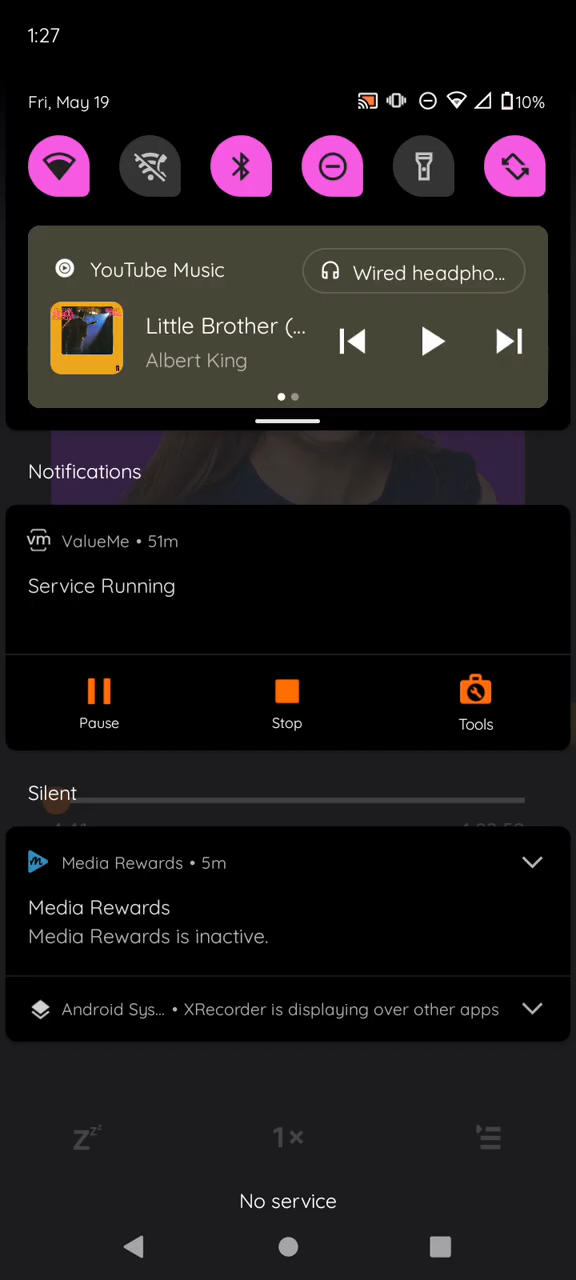 1:27
Fri, May 19
10%
YouTube Music
Wired headpho...
Little Brother (...
Albert King
Notifications
ValueMe • 51m
Service Running
Pause
Stop
Tools
Silent
Media Rewards • 5m
Media Rewards
Media Rewards is inactive.
Android Sys... • XRecorder is displaying over other apps
Zzz
1×
No service